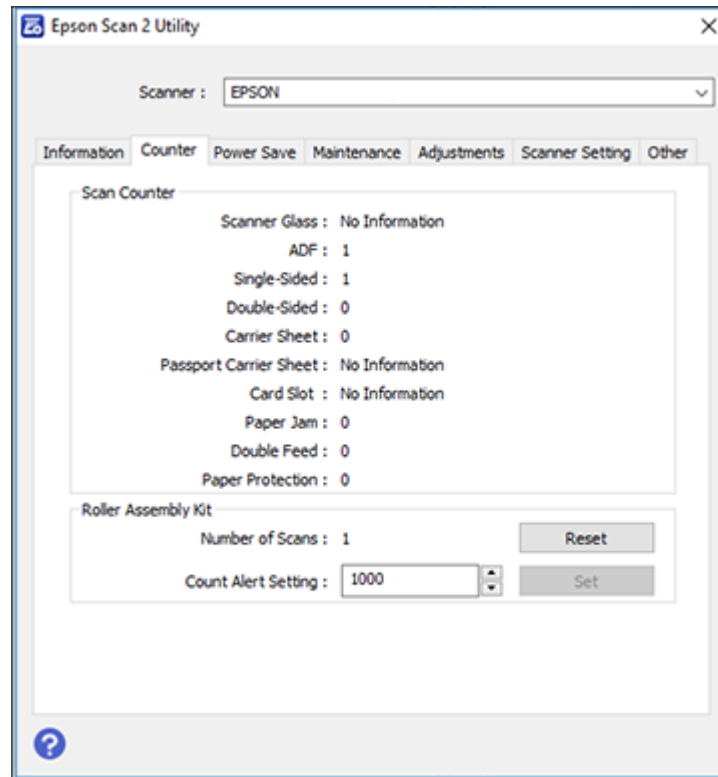 Epson Scan 2 Utility
Scanner : EPSON
Information Counter Power Save Maintenance Adjustments Scanner Setting Other
Scan Counter
Scanner Glass : No Information
ADF : 1
Single-Sided : 1
Double-Sided : 0
Carrier Sheet : 0
Passport Carrier Sheet : No Information
Card Slot : No Information
Paper Jam : 0
Double Feed : 0
Paper Protection : 0
Roller Assembly Kit
Number of Scans : 1 Reset
Count Alert Setting : 1000 Set
?